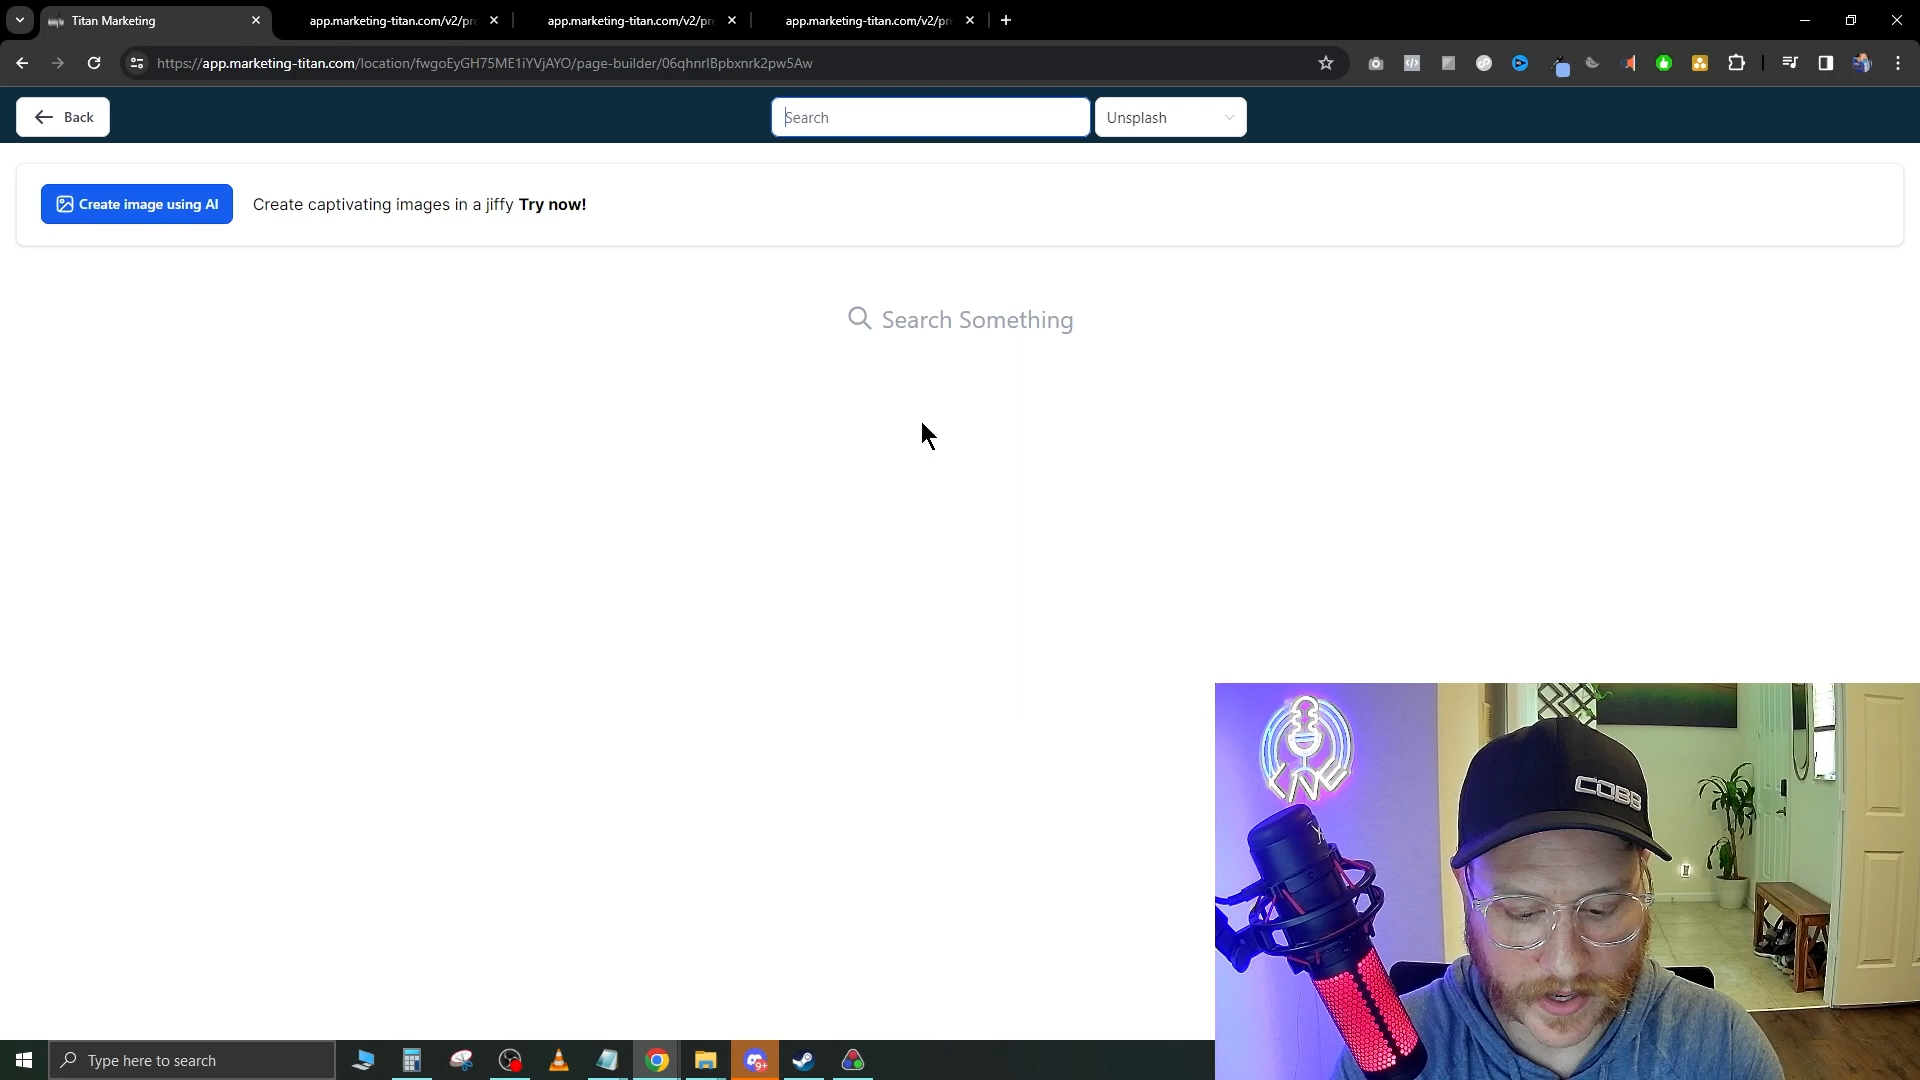 Titan Marketing
app.marketing-titan.com/v2/pr
app.marketing-titan.com/v2/pr
app.marketing-titan.com/v2/pr
https://app.marketing-titan.com/location/fwgoEyGH75ME1iYVjAYO/page-builder/06qhnrIBpbxnrk2pw5Aw
Back
Search
Unsplash
Create image using AI
Create captivating images in a jiffy Try now!
Search Something
COBB
Type here to search
9+